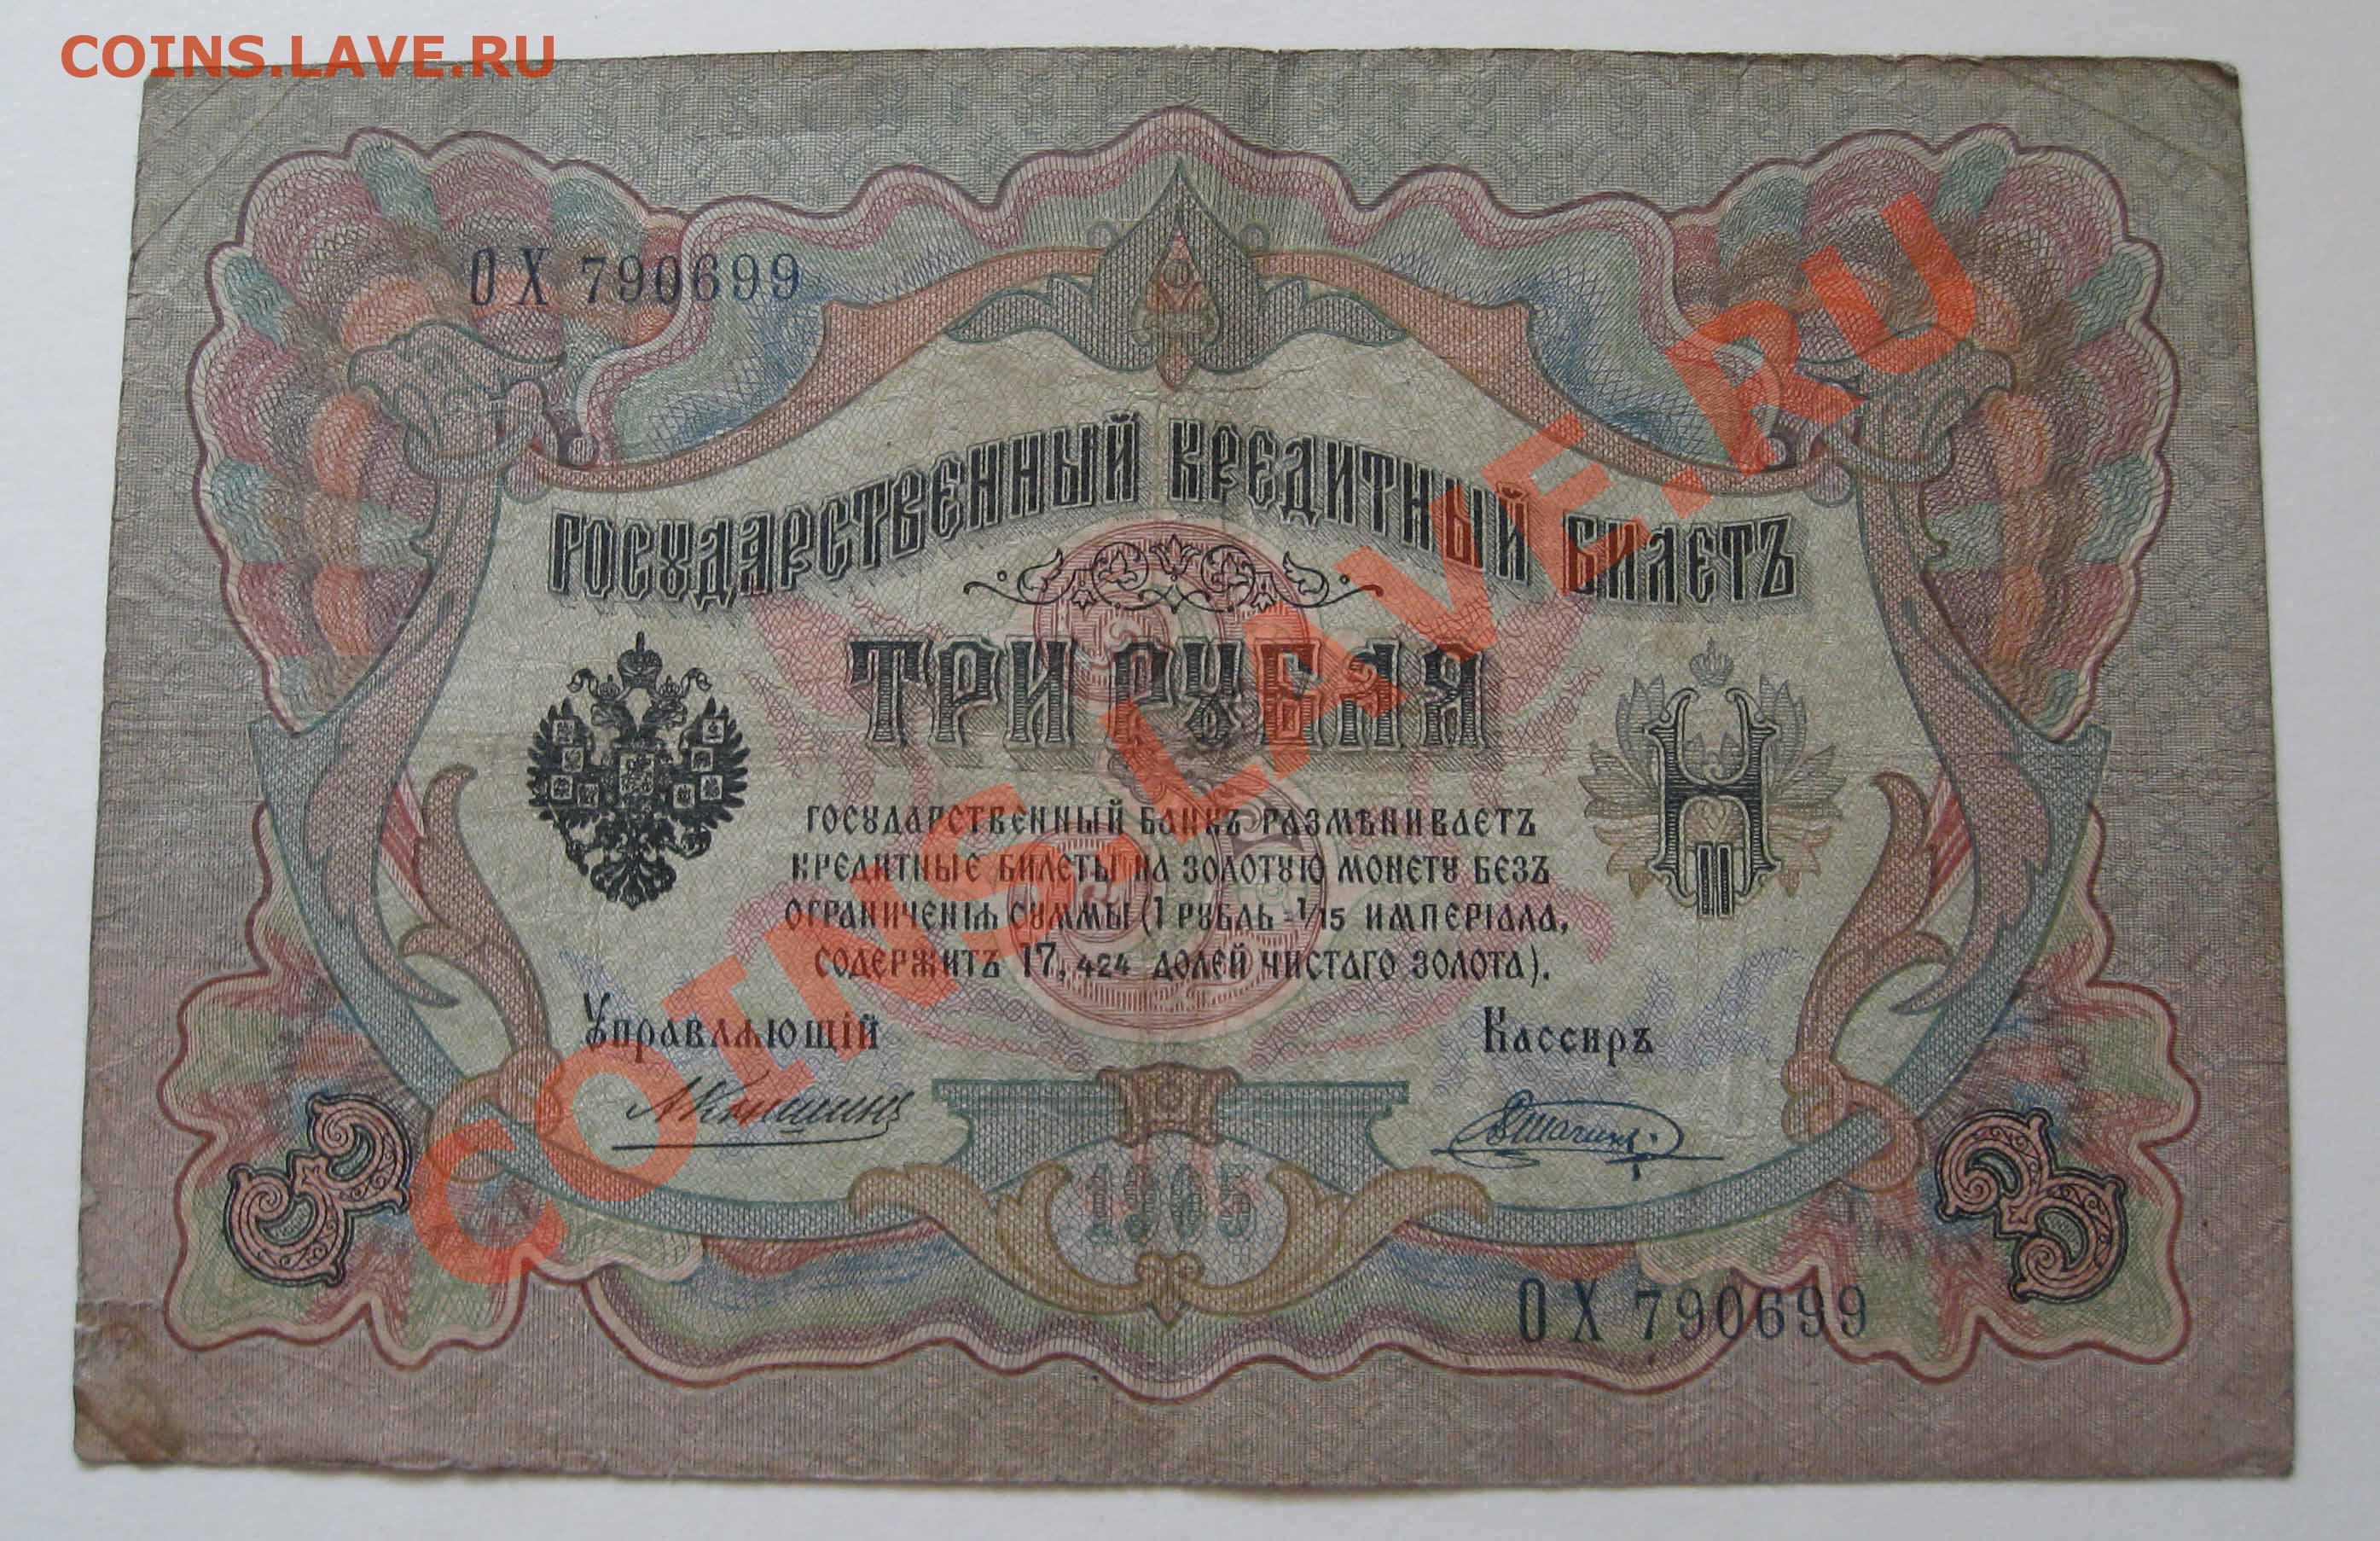 COINS.LAVE.RU
ОХ 790699
ГОСУДАРСТВЕННЫЙ КРЕДИТНЫЙ БИЛЕТЪ
ТРИ РУБЛЯ
ГОСУДАРСТВЕННЫЙ БАНКЪ РАЗМѢНИВАЕТЪ
КРЕДИТНЫЕ БИЛЕТЫ НА ЗОЛОТУЮ МОНЕТУ БЕЗЪ
ОГРАНИЧЕНІЯ СУММЫ (1 РУБЛЬ = 1/15 ИМПЕРІАЛА,
СОДЕРЖИТЪ 17,424 ДОЛЕЙ ЧИСТАГО ЗОЛОТА).
Управляющій Кассиръ
3 1905 3
ОХ 790699
COINS.LAVE.RU